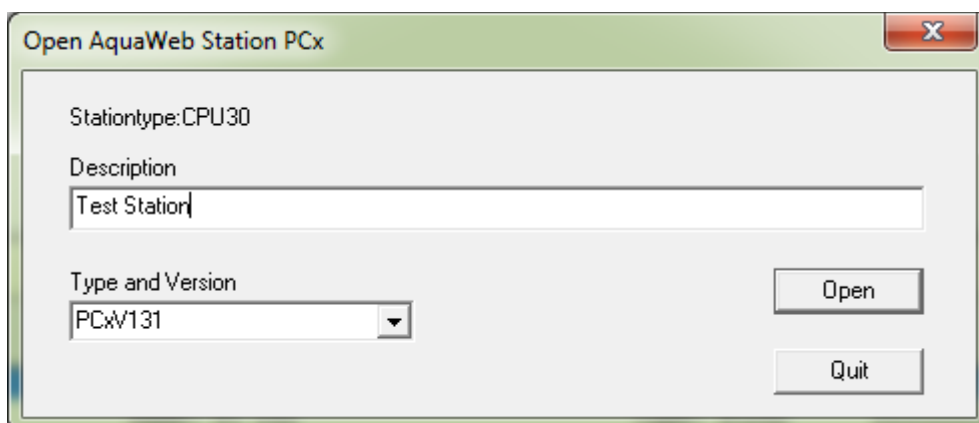 Open AquaWeb Station PCx
Stationtype:CPU30
Description
Test Station
Type and Version
PCxV131
Open
Quit